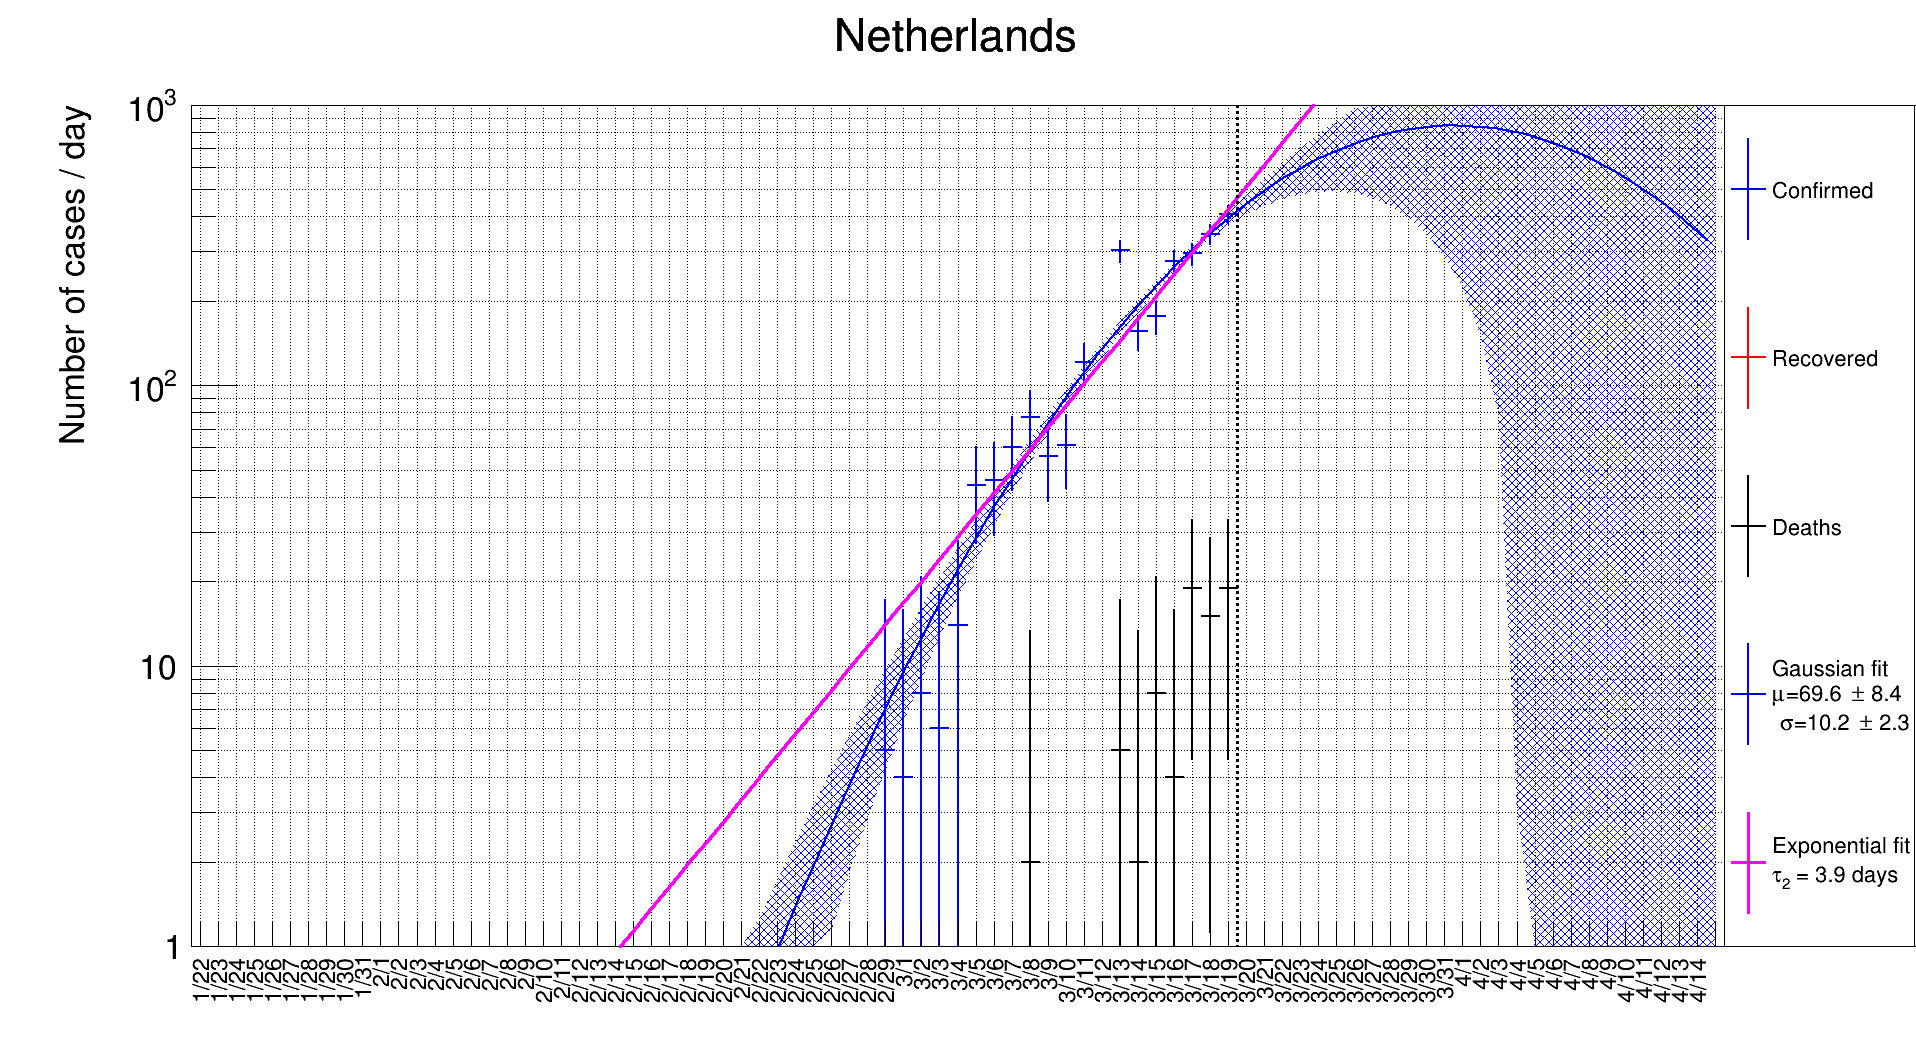 Netherlands
Number of cases / day
10³
10²
10
1
1/22 1/23 1/24 1/25 1/26 1/27 1/28 1/29 1/30 1/31 2/1 2/2 2/3 2/4 2/5 2/6 2/7 2/8 2/9 2/10 2/11 2/12 2/13 2/14 2/15 2/16 2/17 2/18 2/19 2/20 2/21 2/22 2/23 2/24 2/25 2/26 2/27 2/28 2/29 3/1 3/2 3/3 3/4 3/5 3/6 3/7 3/8 3/9 3/10 3/11 3/12 3/13 3/14 3/15 3/16 3/17 3/18 3/19 3/20 3/21 3/22 3/23 3/24 3/25 3/26 3/27 3/28 3/29 3/30 3/31 4/1 4/2 4/3 4/4 4/5 4/6 4/7 4/8 4/9 4/10 4/11 4/12 4/13 4/14
Confirmed
Recovered
Deaths
Gaussian fit
μ=69.6 ± 8.4
σ=10.2 ± 2.3
Exponential fit
τ₂ = 3.9 days